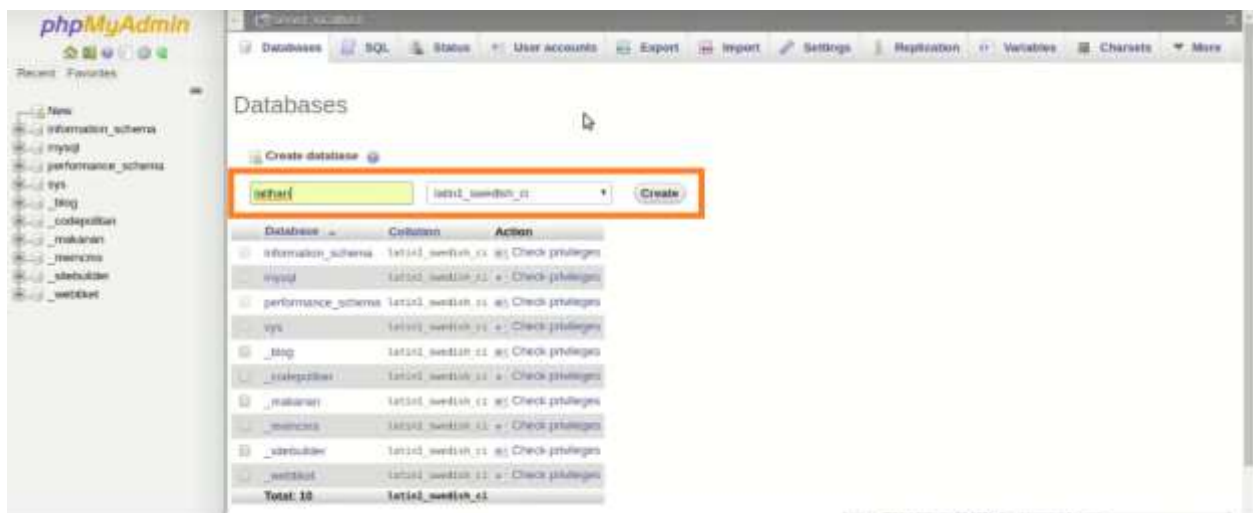 phpMyAdmin
Databases SQL Status User accounts Export Import Settings Replication Variables Charsets More
Recent Favorites
New
information_schema
mysql
performance_schema
sys
_blog
_codepolitan
_makanan
_memcms
_sitebuilder
_webtiket
Databases
Create database
latin1_swedish_ci Create
Database Collation Action
information_schema latin1_swedish_ci Check privileges
mysql latin1_swedish_ci Check privileges
performance_schema latin1_swedish_ci Check privileges
sys latin1_swedish_ci Check privileges
_blog latin1_swedish_ci Check privileges
_codepolitan latin1_swedish_ci Check privileges
_makanan latin1_swedish_ci Check privileges
_memcms latin1_swedish_ci Check privileges
_sitebuilder latin1_swedish_ci Check privileges
_webtiket latin1_swedish_ci Check privileges
Total: 10 latin1_swedish_ci